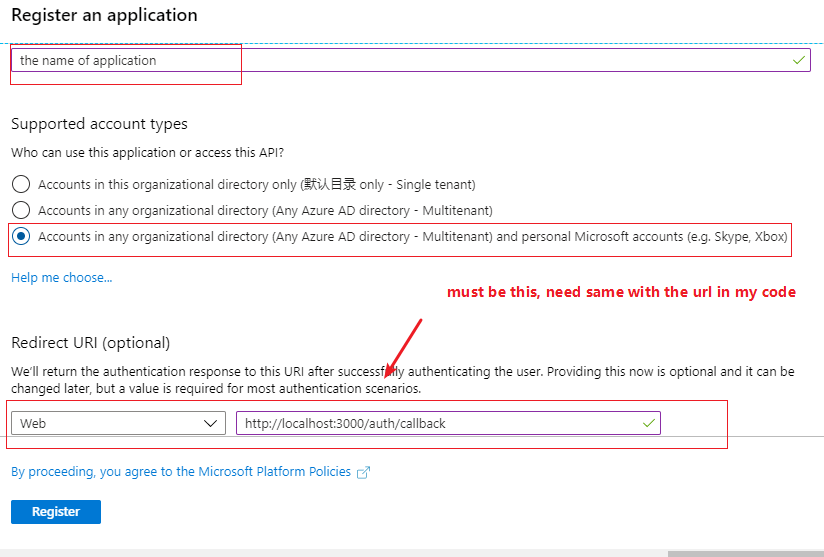 Register an application
the name of application
Supported account types
Who can use this application or access this API?
Accounts in this organizational directory only (默认目录 only - Single tenant)
Accounts in any organizational directory (Any Azure AD directory - Multitenant)
Accounts in any organizational directory (Any Azure AD directory - Multitenant) and personal Microsoft accounts (e.g. Skype, Xbox)
Help me choose...
must be this, need same with the url in my code
Redirect URI (optional)
We'll return the authentication response to this URI after successfully authenticating the user. Providing this now is optional and it can be
changed later, but a value is required for most authentication scenarios.
Web
http://localhost:3000/auth/callback
By proceeding, you agree to the Microsoft Platform Policies
Register